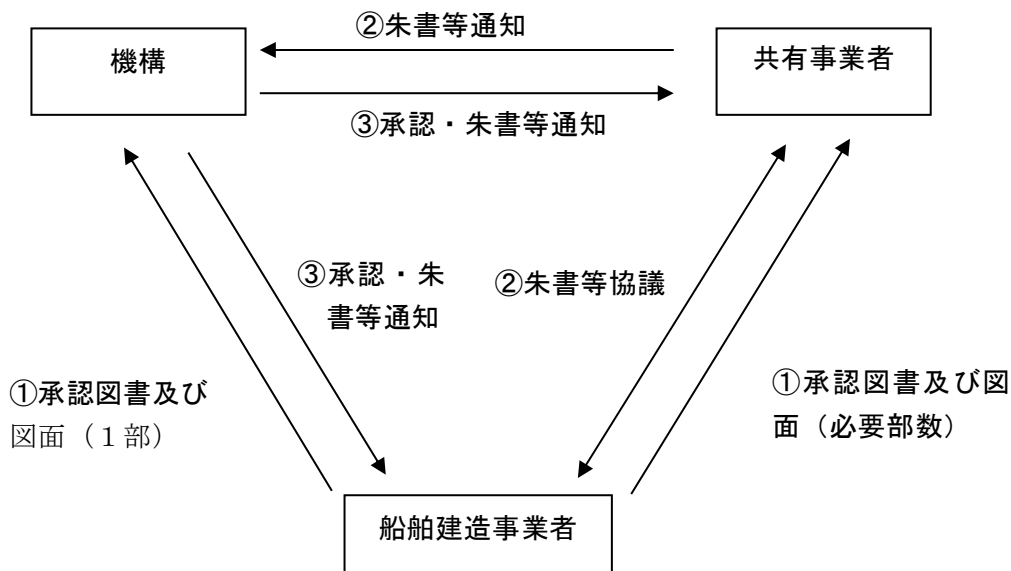 ②朱書等通知
機構
共有事業者
③承認・朱書等通知
③承認・朱
書等通知
②朱書等協議
①承認図書及び
図面（１部）
①承認図書及び図
面（必要部数）
船舶建造事業者